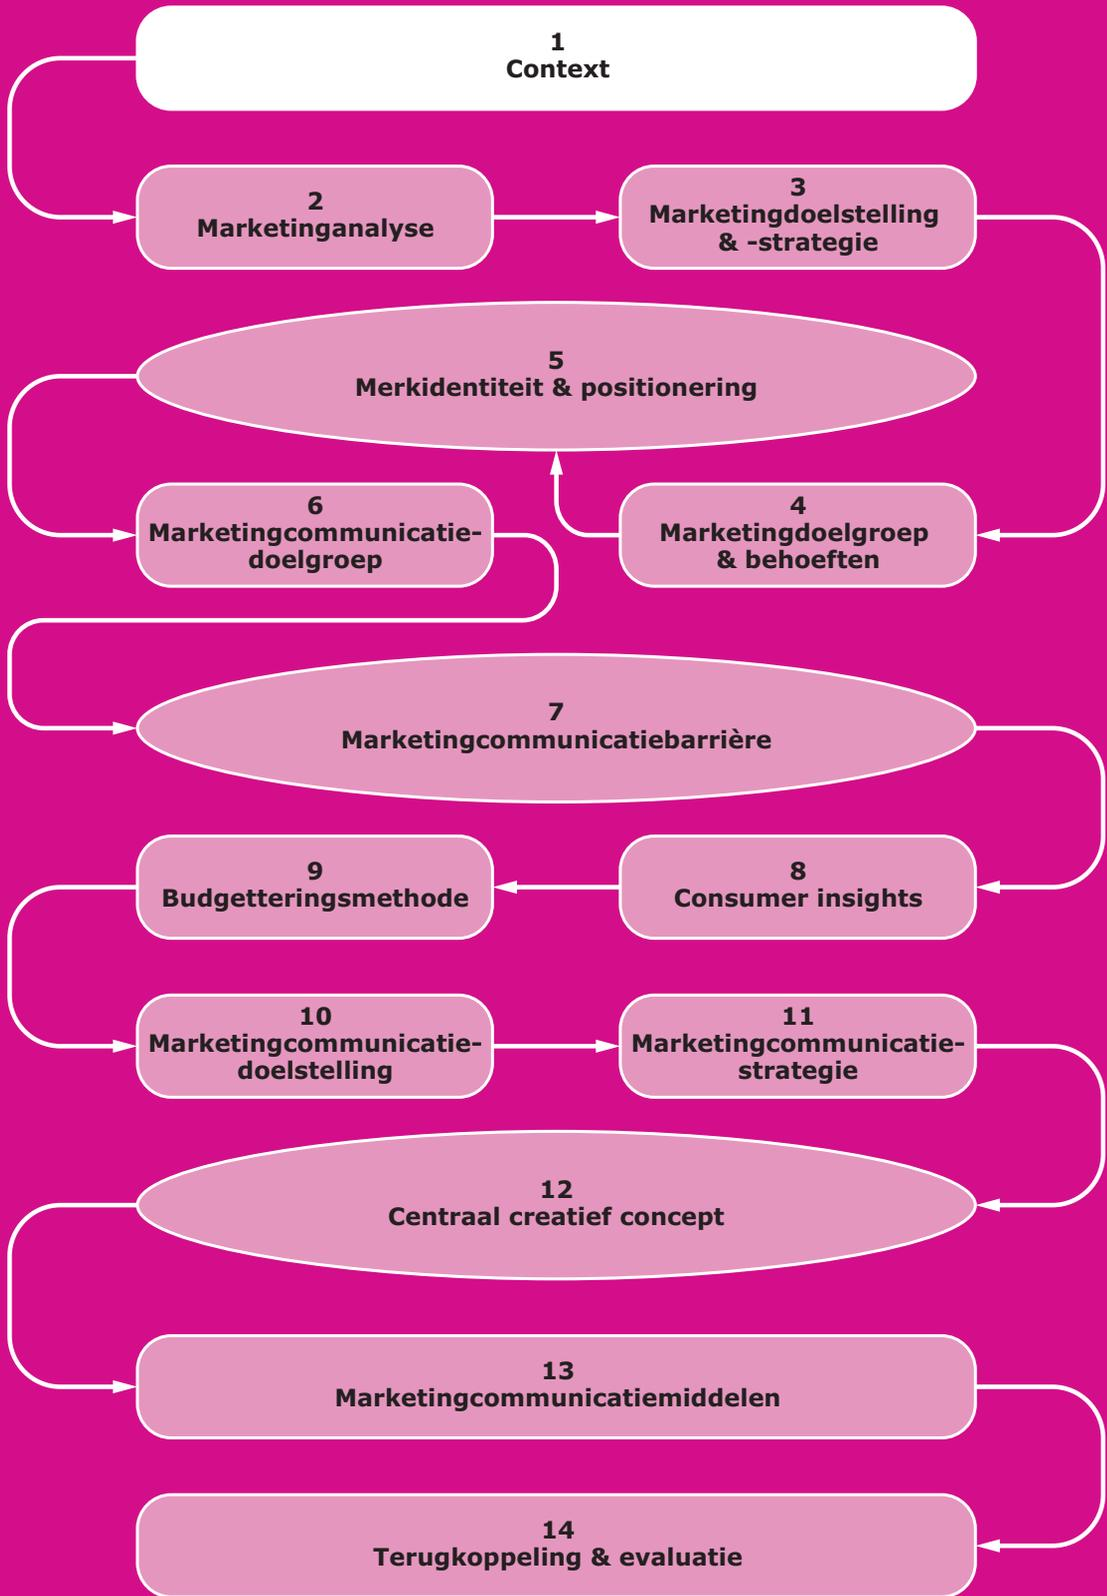 1
Context
2
Marketinganalyse
3
Marketingdoelstelling
& -strategie
5
Merkidentiteit & positionering
6
Marketingcommunicatie-
doelgroep
4
Marketingdoelgroep
& behoeften
7
Marketingcommunicatiebarrière
9
Budgetteringsmethode
8
Consumer insights
10
Marketingcommunicatie-
doelstelling
11
Marketingcommunicatie-
strategie
12
Centraal creatief concept
13
Marketingcommunicatiemiddelen
14
Terugkoppeling & evaluatie